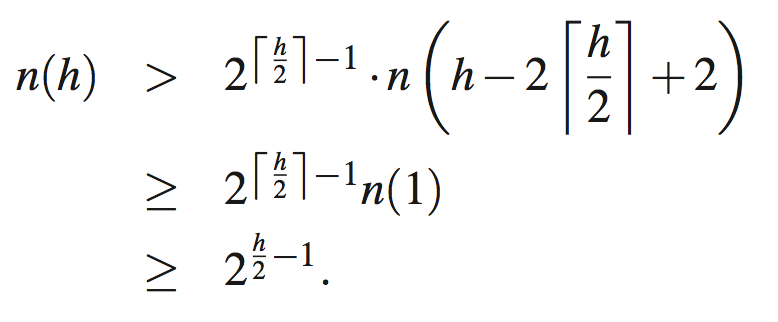 n(h) > 2^{⌈h/2⌉−1} · n(h − 2⌈h/2⌉ + 2)
≥ 2^{⌈h/2⌉−1}n(1)
≥ 2^{h/2−1}.